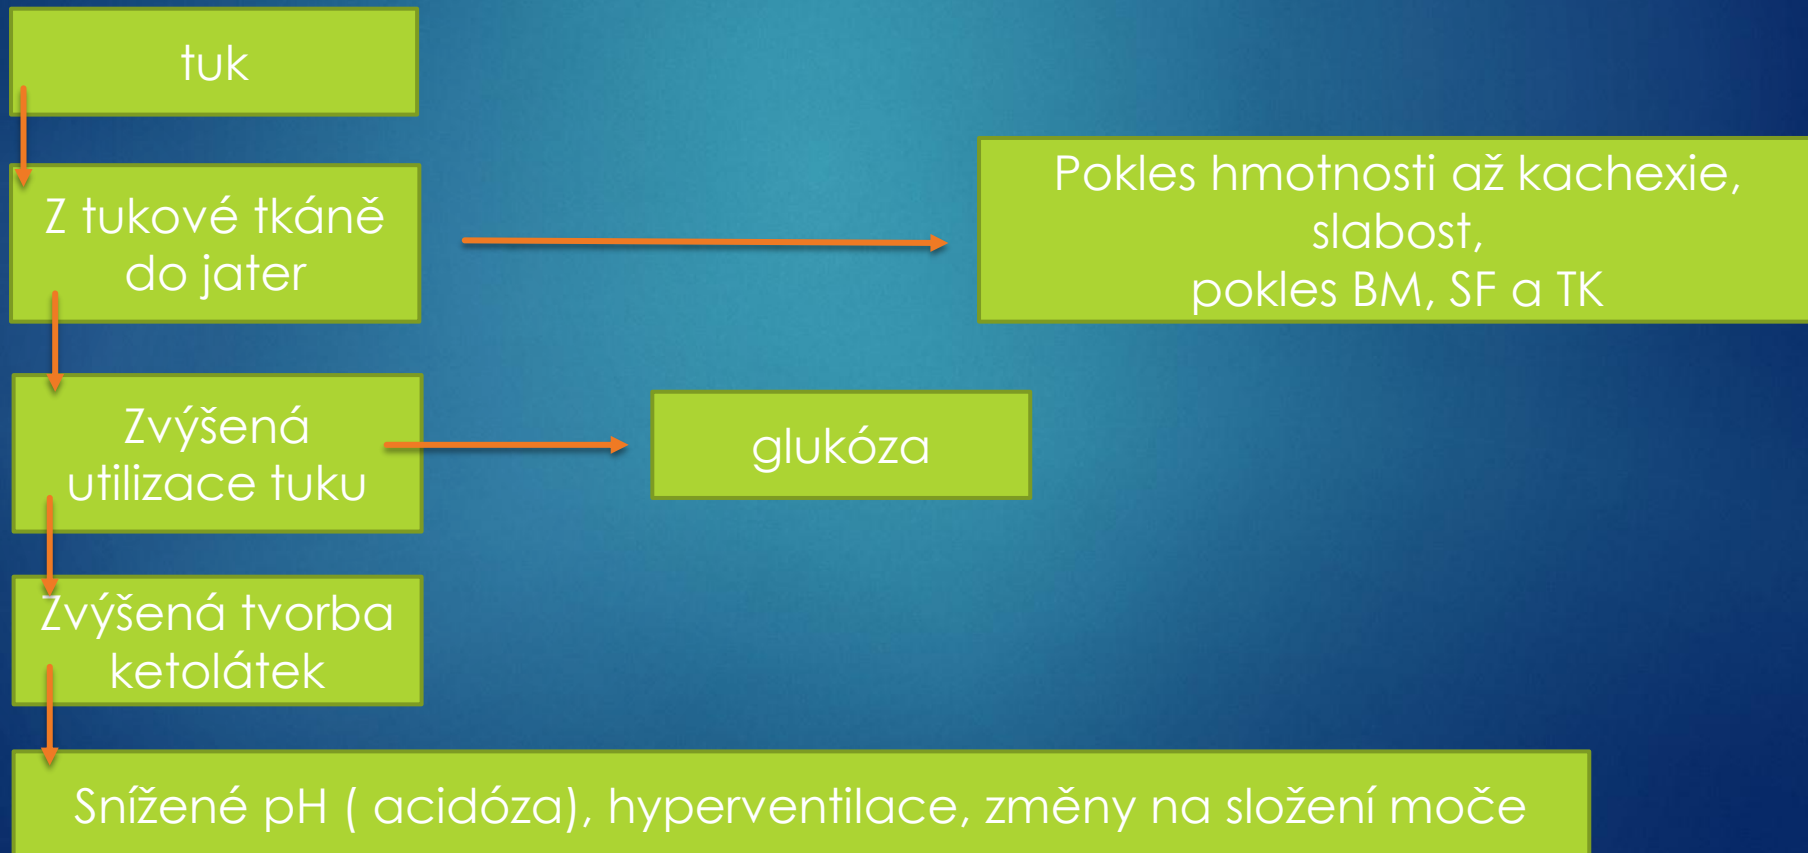 tuk
Z tukové tkáně
do jater
Pokles hmotnosti až kachexie,
slabost,
pokles BM, SF a TK
Zvýšená
utilizace tuku
glukóza
Zvýšená tvorba
ketolátek
Snížené pH ( acidóza), hyperventilace, změny na složení moče